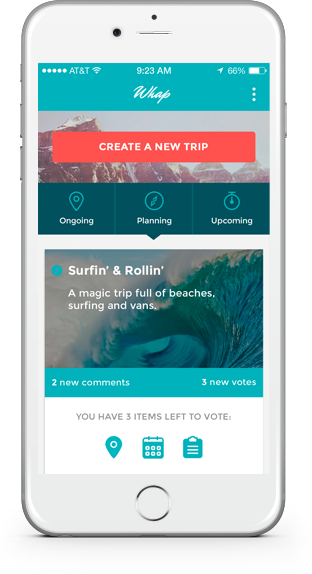 AT&T 9:23 AM 66%
Whap
CREATE A NEW TRIP
Ongoing Planning Upcoming
Surfin' & Rollin'
A magic trip full of beaches,
surfing and vans.
2 new comments 3 new votes
YOU HAVE 3 ITEMS LEFT TO VOTE: